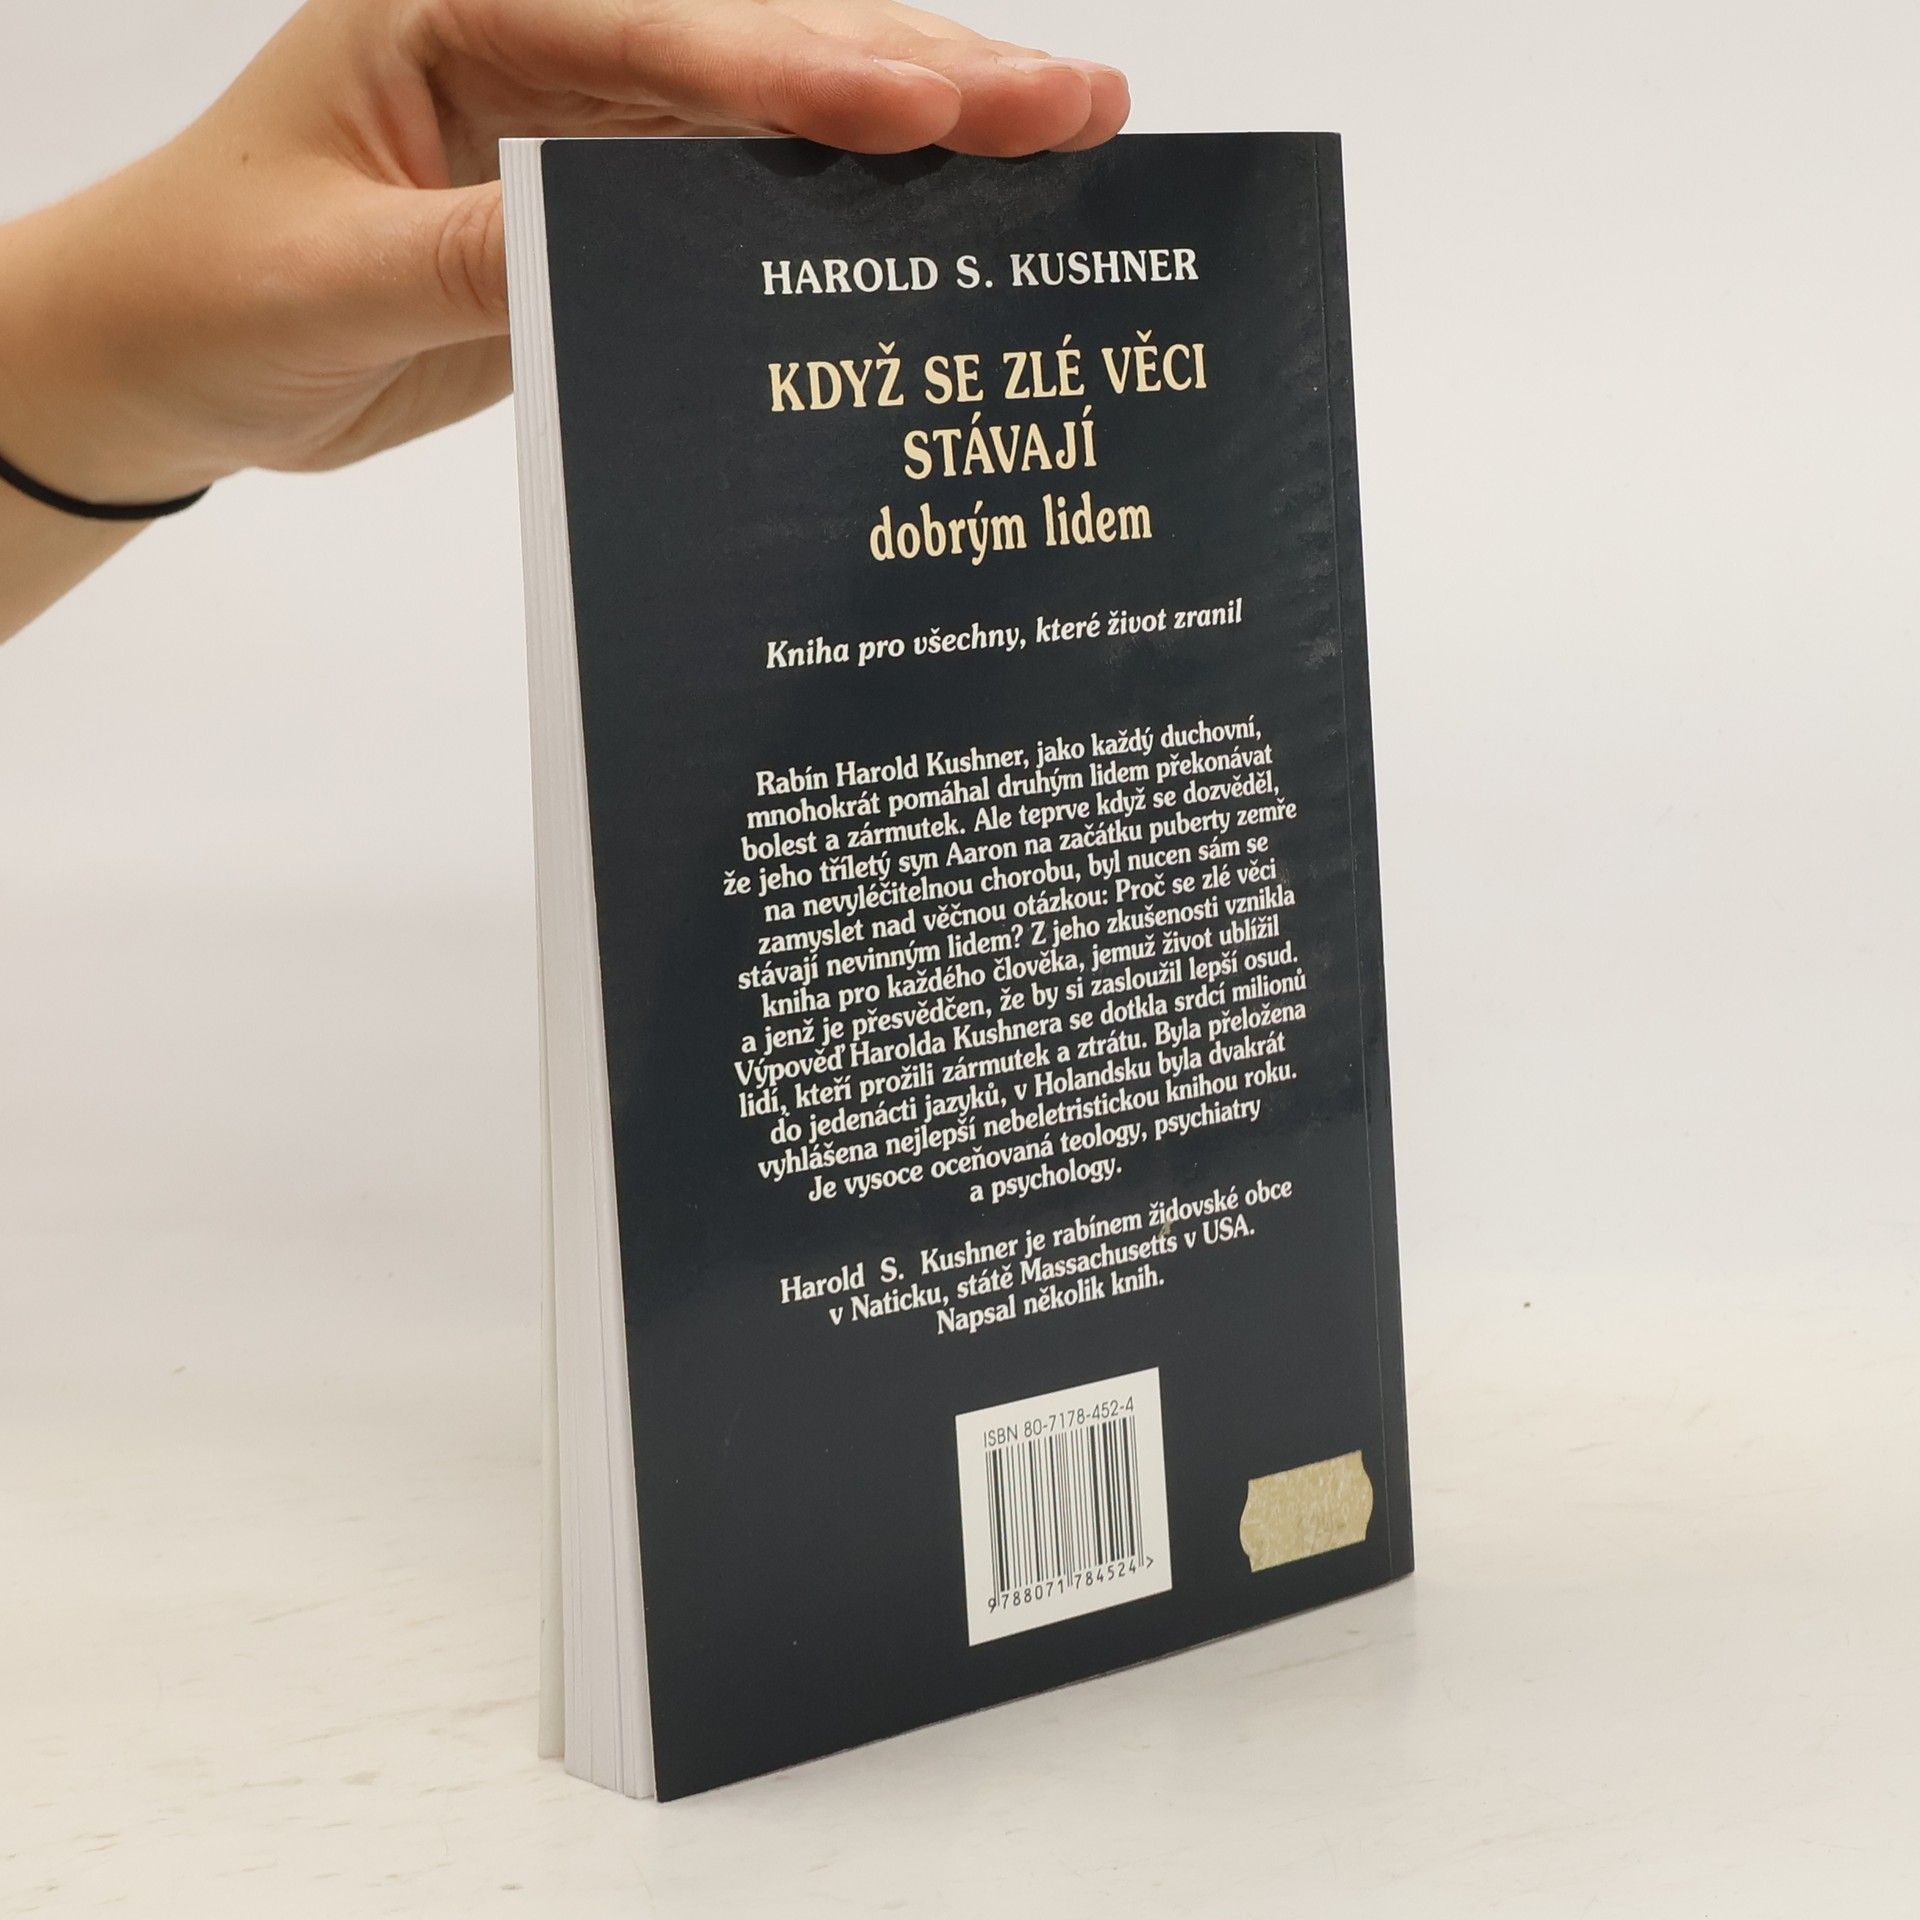 HAROLD S. KUSHNER
KDYŽ SE ZLÉ VĚCI
STÁVAJÍ
dobrým lidem
Kniha pro všechny, které život zranil
Rabín Harold Kushner, jako každý duchovní,
mnohokrát pomáhal druhým lidem překonávat
bolest a zármutek. Ale teprve když se dozvěděl,
že jeho tříletý syn Aaron na začátku puberty zemře
na nevyléčitelnou chorobu, byl nucen sám se
zamyslet nad věčnou otázkou: Proč se zlé věci
stávají nevinným lidem? Z jeho zkušenosti vznikla
kniha pro každého člověka, jemuž život ublížil
a jenž je přesvědčen, že by si zasloužil lepší osud.
Výpověď Harolda Kushnera se dotkla srdcí milionů
lidí, kteří prožili zármutek a ztrátu. Byla přeložena
do jedenácti jazyků, v Holandsku byla dvakrát
vyhlášena nejlepší nebeletristickou knihou roku.
Je vysoce oceňovaná teology, psychiatry
a psychology.
Harold S. Kushner je rabínem židovské obce
v Naticku, státě Massachusetts v USA.
Napsal několik knih.
ISBN 80-7178-452-4
9 788071 784524 >